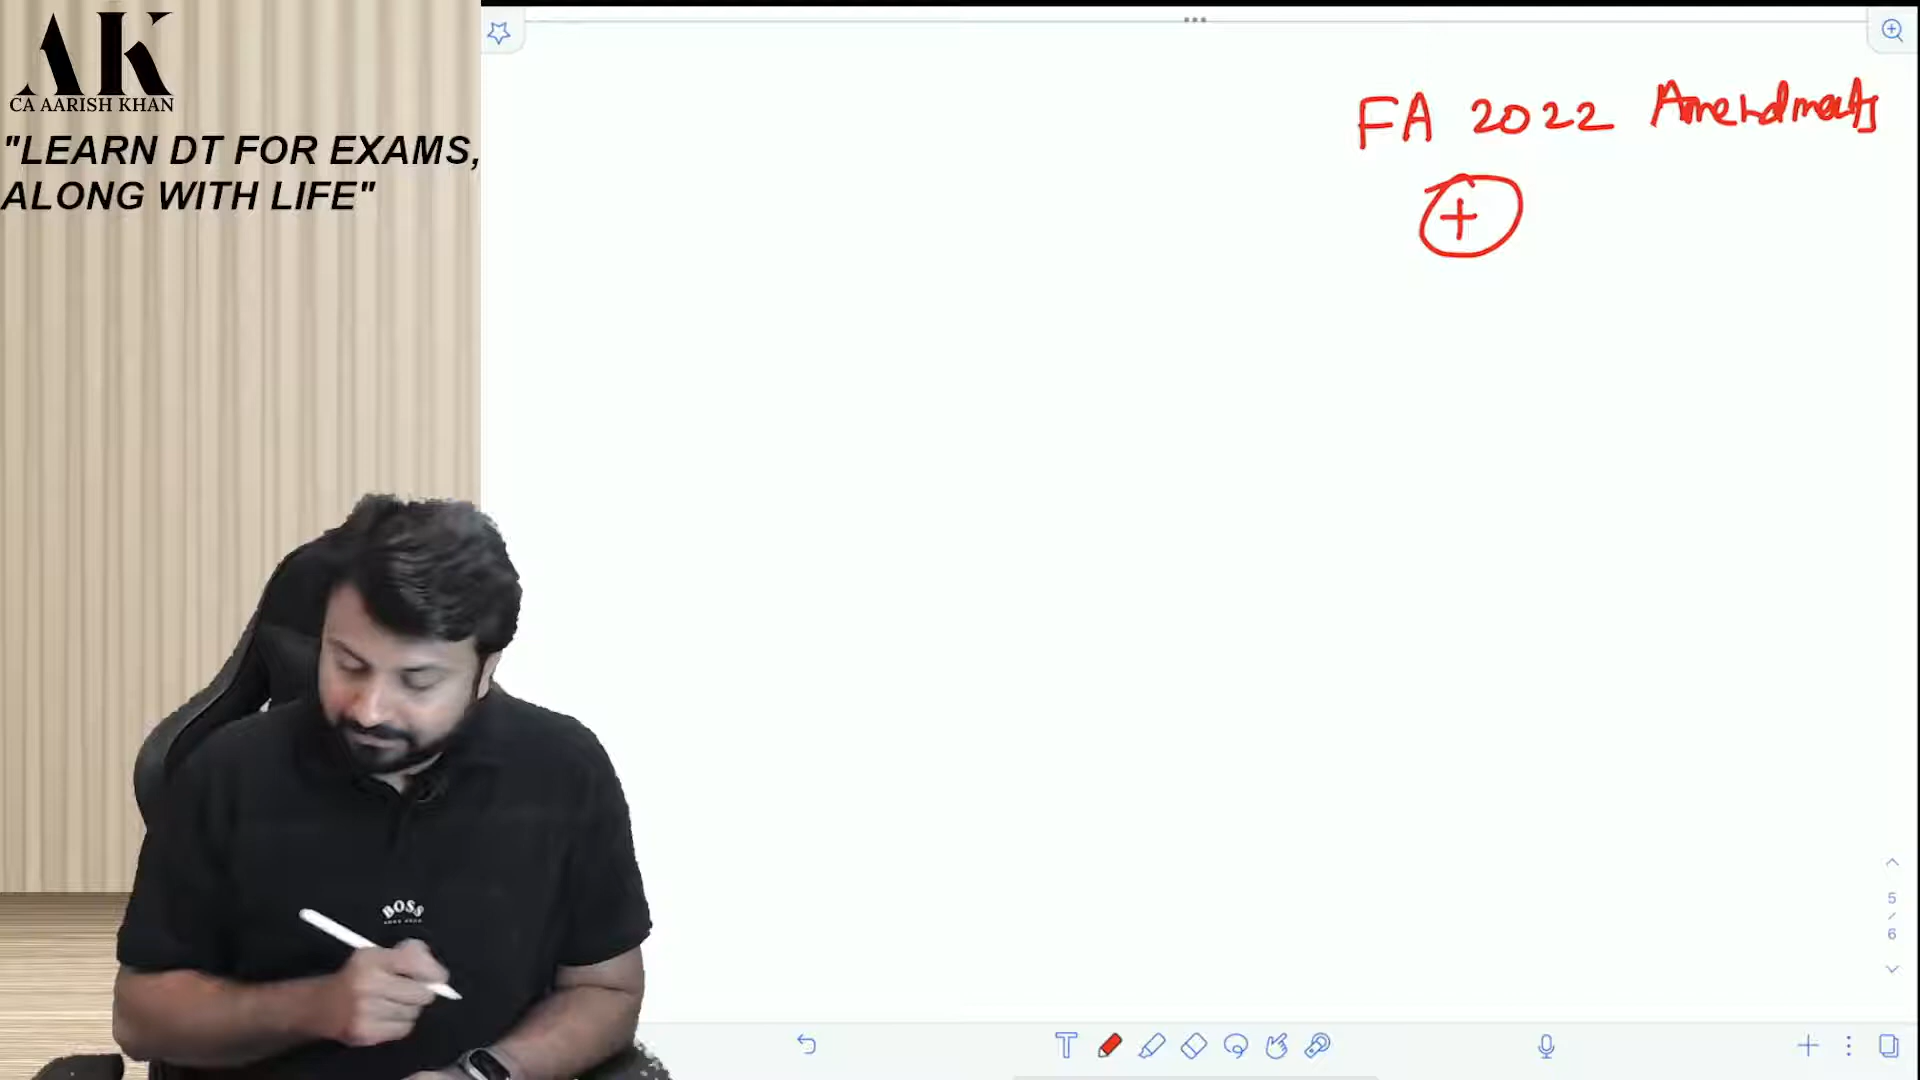 AK
CA AARISH KHAN
"LEARN DT FOR EXAMS,
ALONG WITH LIFE"
FA 2022 Amendments
+
BOSS
5
/
6